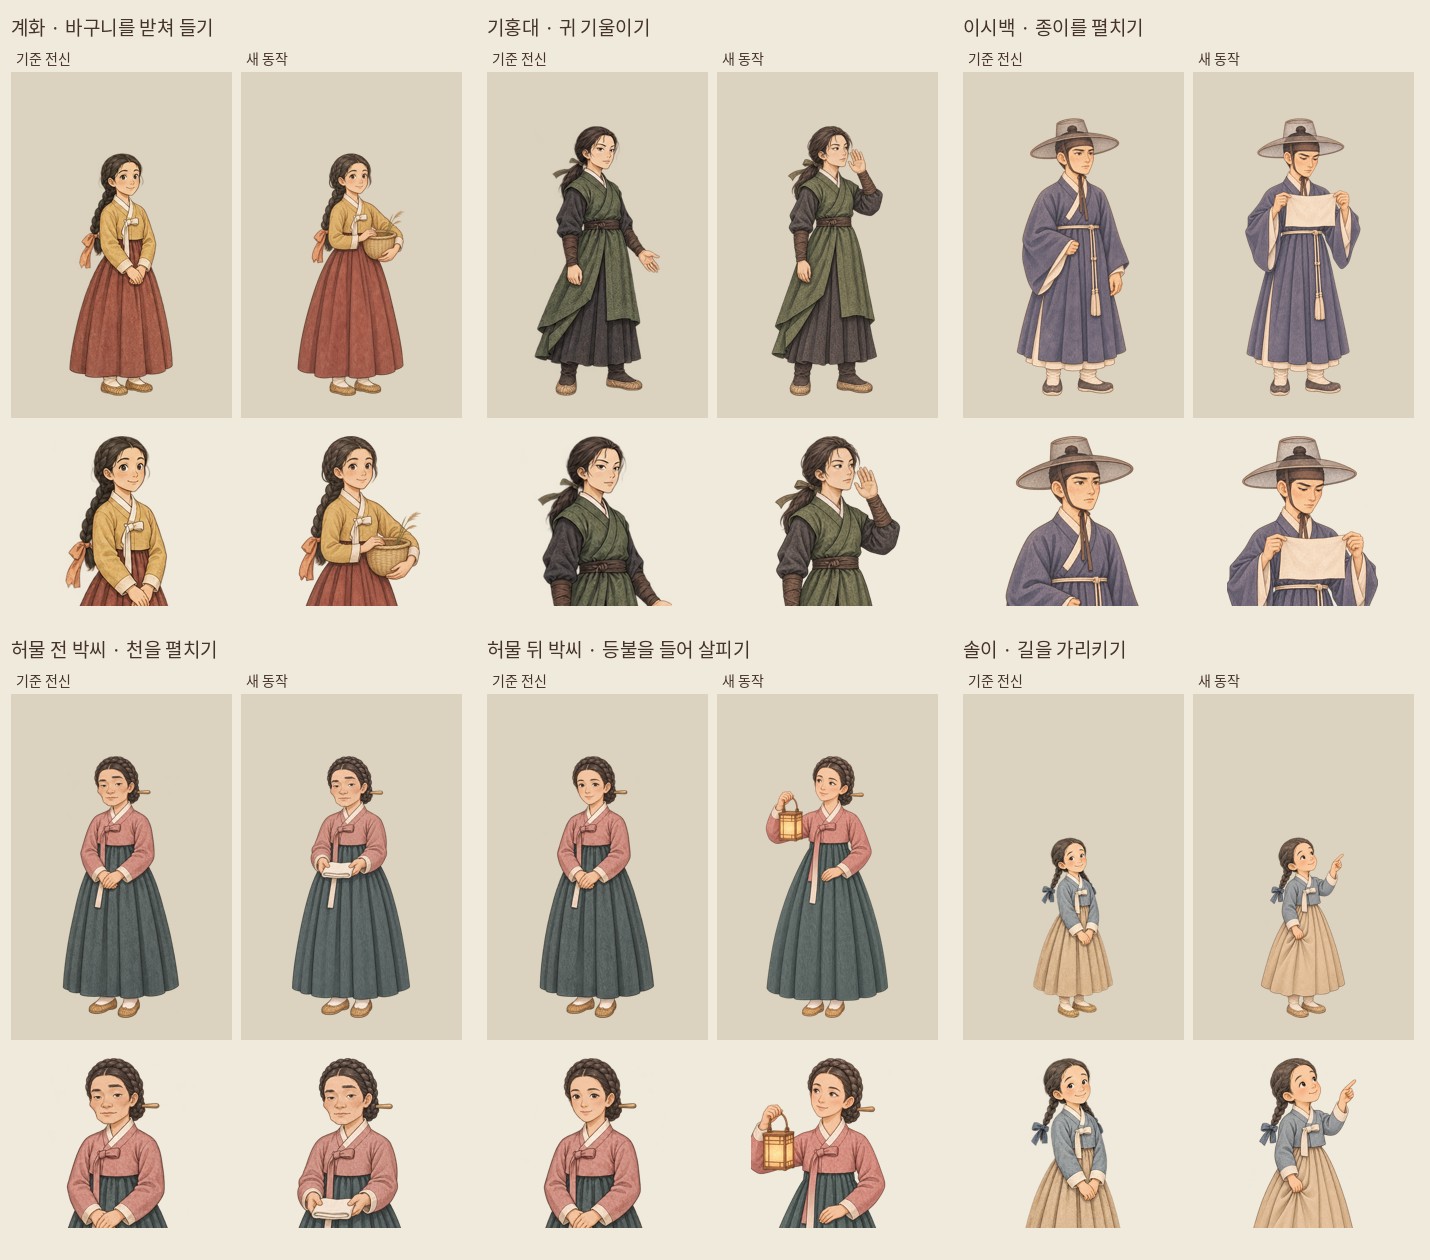 계화 · 바구니를 받쳐 들기
기준 전신
새 동작
기홍대 · 귀 기울이기
기준 전신
새 동작
이시백 · 종이를 펼치기
기준 전신
새 동작
허물 전 박씨 · 천을 펼치기
기준 전신
새 동작
허물 뒤 박씨 · 등불을 들어 살피기
기준 전신
새 동작
솔이 · 길을 가리키기
기준 전신
새 동작